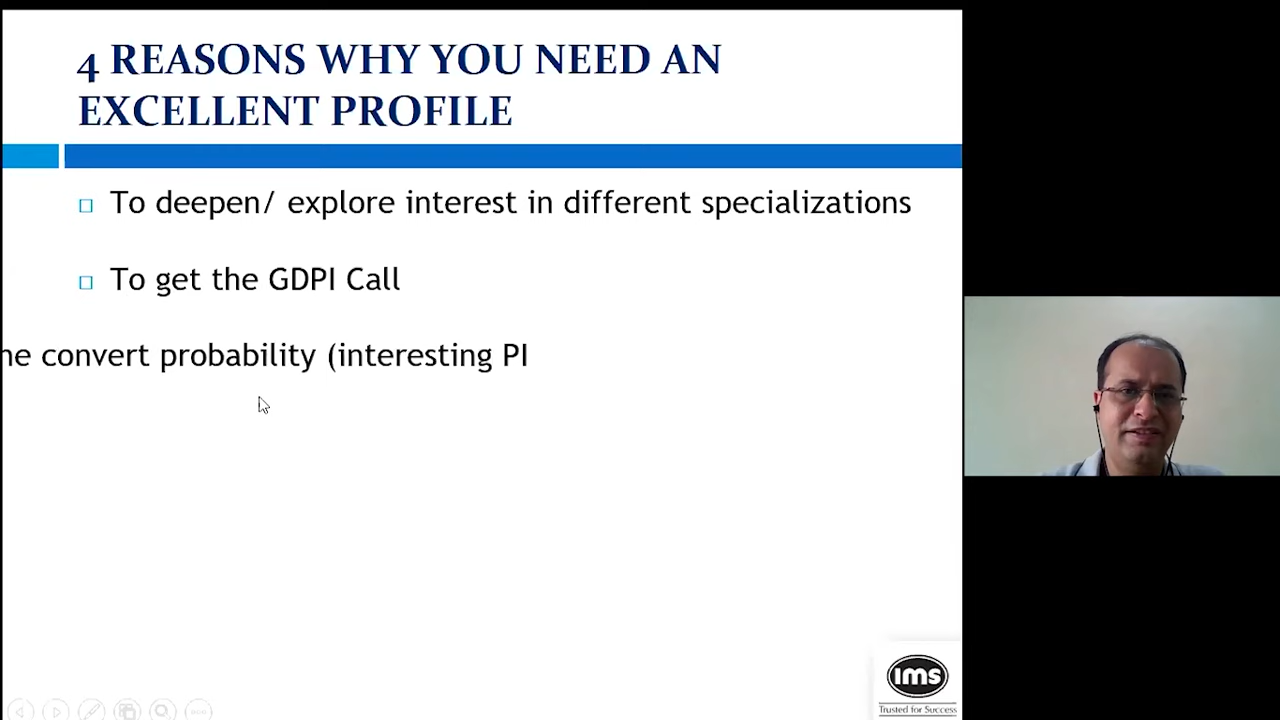 4 REASONS WHY YOU NEED AN
EXCELLENT PROFILE
To deepen/ explore interest in different specializations
To get the GDPI Call
convert probability (interesting PI
ims
Trusted for Success